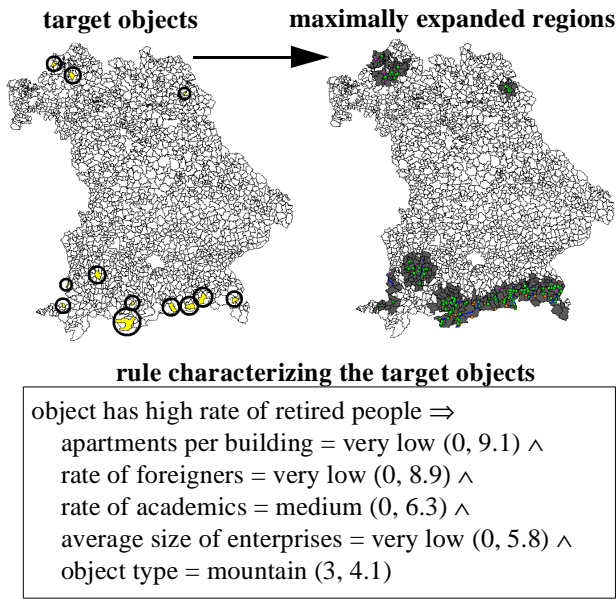 target objects
maximally expanded regions
rule characterizing the target objects
object has high rate of retired people ⇒
apartments per building = very low (0, 9.1) ∧
rate of foreigners = very low (0, 8.9) ∧
rate of academics = medium (0, 6.3) ∧
average size of enterprises = very low (0, 5.8) ∧
object type = mountain (3, 4.1)